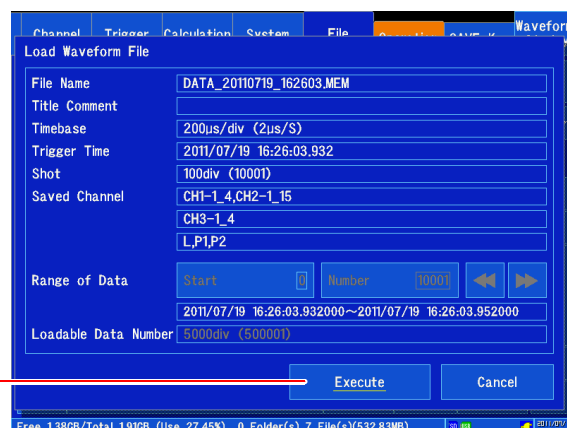 Channel Trigger Calculation System File Waveform
Load Waveform File
File Name DATA_20110719_162603.MEM
Title Comment
Timebase 200µs/div (2µs/S)
Trigger Time 2011/07/19 16:26:03.932
Shot 100div (10001)
Saved Channel CH1-1_4,CH2-1_15
CH3-1_4
L,P1,P2
Range of Data Start 0 Number 10001
2011/07/19 16:26:03.932000～2011/07/19 16:26:03.952000
Loadable Data Number 5000div (500001)
Execute Cancel
Free 1.38GB/Total 1.91GB (Use 27.45%) 0 Folder(s) 7 File(s)(532.83MB)